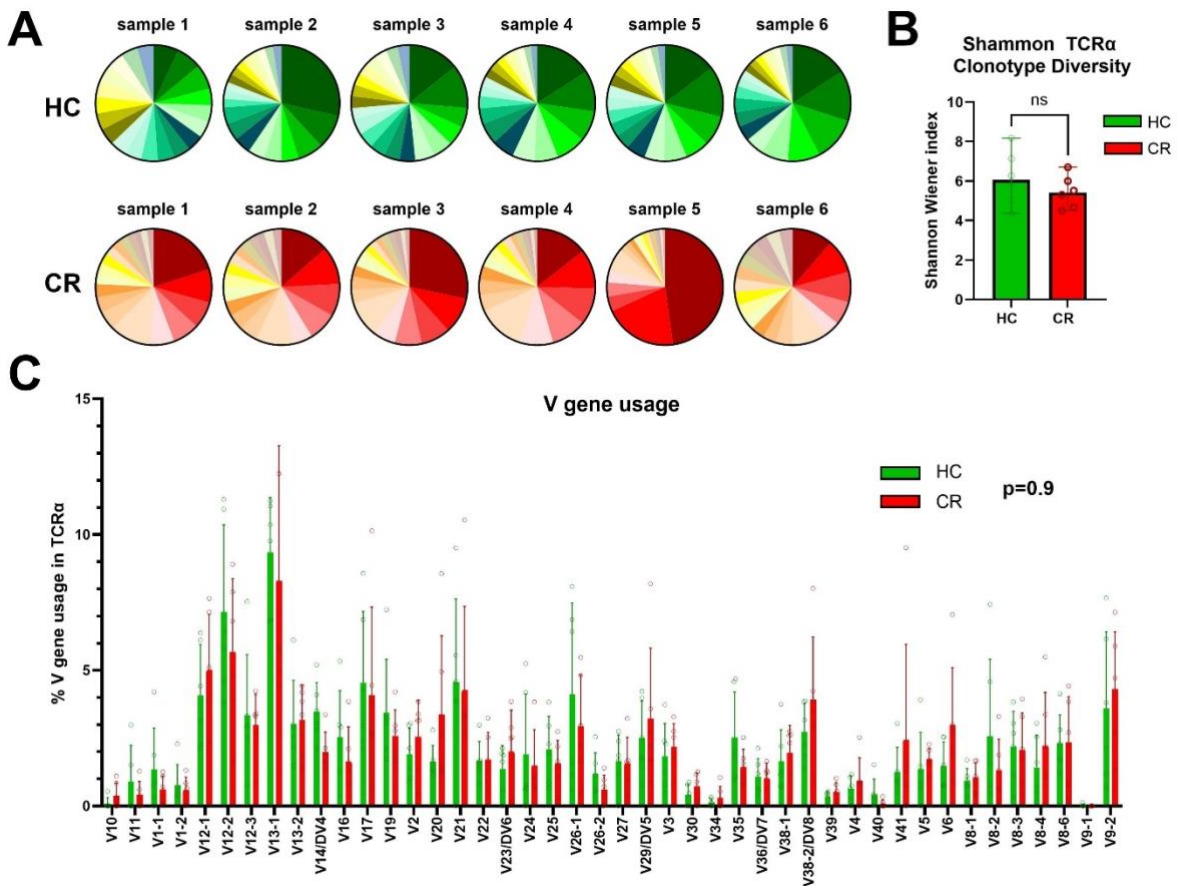 A
sample 1 sample 2 sample 3 sample 4 sample 5 sample 6
HC
sample 1 sample 2 sample 3 sample 4 sample 5 sample 6
CR
B
Shammon TCRα
Clonotype Diversity
ns
HC
CR
Shannon Wiener index
10
8
6
4
2
0
HC CR
C
V gene usage
HC
CR
p=0.9
% V gene usage in TCRα
15
10
5
0
V10
V11
V1-1
V1-2
V12-1
V12-2
V12-3
V13-1
V13-2
V14/DV4
V16
V17
V19
V2
V20
V21
V22
V23/DV6
V24
V25
V26-1
V26-2
V27
V29/DV5
V3
V30
V34
V35
V36/DV7
V38-1
V38-2/DV8
V39
V4
V40
V41
V5
V6
V8-1
V8-2
V8-3
V8-4
V8-6
V9-1
V9-2